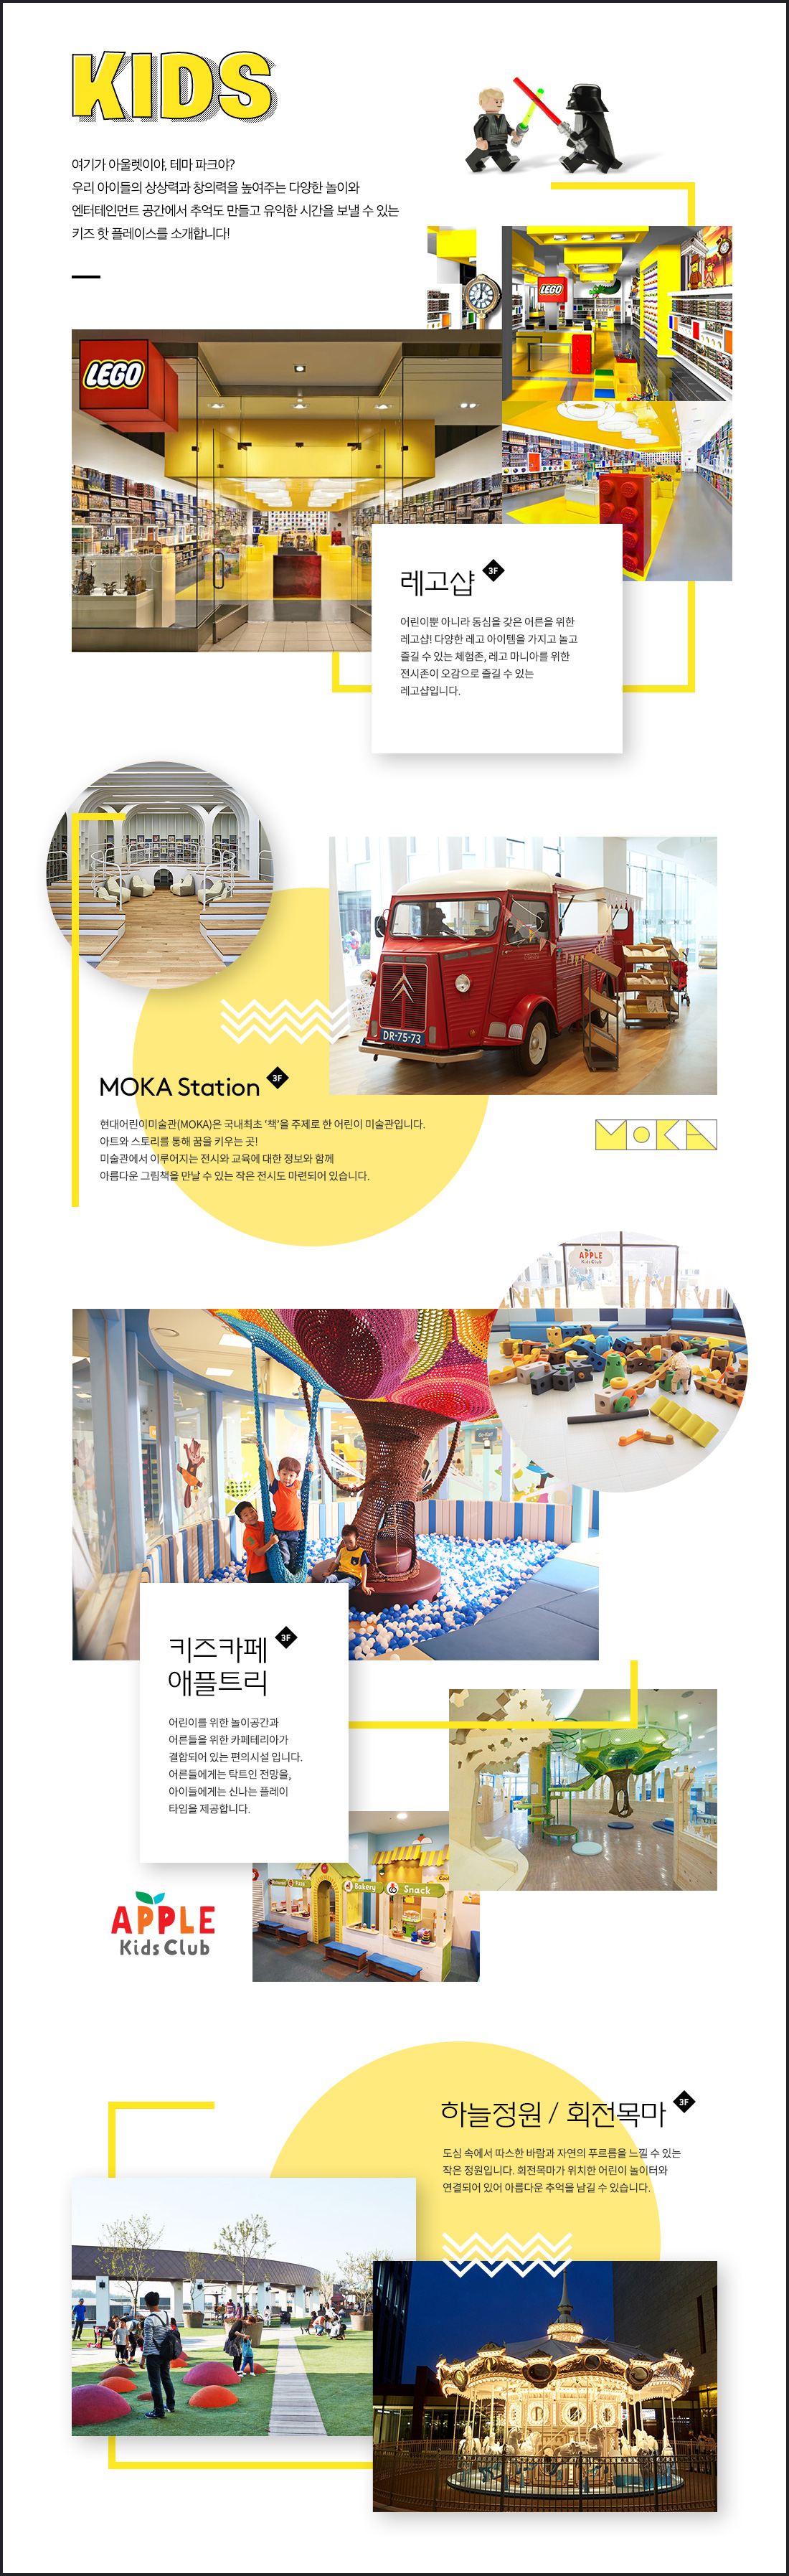 KIDS
여기가 아울렛이야, 테마 파크야?
우리 아이들의 상상력과 창의력을 높여주는 다양한 놀이와
엔터테인먼트 공간에서 추억도 만들고 유익한 시간을 보낼 수 있는
키즈 핫 플레이스를 소개합니다!
LEGO
LEGO
레고샵 3F
어린이뿐 아니라 동심을 갖은 어른을 위한
레고샵! 다양한 레고 아이템을 가지고 놀고
즐길 수 있는 체험존, 레고 마니아를 위한
전시존이 오감으로 즐길 수 있는
레고샵입니다.
DR-75-73
MOKA Station 3F
현대어린이미술관(MOKA)은 국내최초 '책'을 주제로 한 어린이 미술관입니다.
아트와 스토리를 통해 꿈을 키우는 곳!
미술관에서 이루어지는 전시와 교육에 대한 정보와 함께
아름다운 그림책을 만날 수 있는 작은 전시도 마련되어 있습니다.
MOKA
APPLE
Kids Club
키즈카페 3F
애플트리
어린이를 위한 놀이공간과
어른들을 위한 카페테리아가
결합되어 있는 편의시설 입니다.
어른들에게는 탁트인 전망을,
아이들에게는 신나는 플레이
타임을 제공합니다.
Bakery
Snack
APPLE
Kids Club
하늘정원 / 회전목마 3F
도심 속에서 따스한 바람과 자연의 푸르름을 느낄 수 있는
작은 정원입니다. 회전목마가 위치한 어린이 놀이터와
연결되어 있어 아름다운 추억을 남길 수 있습니다.